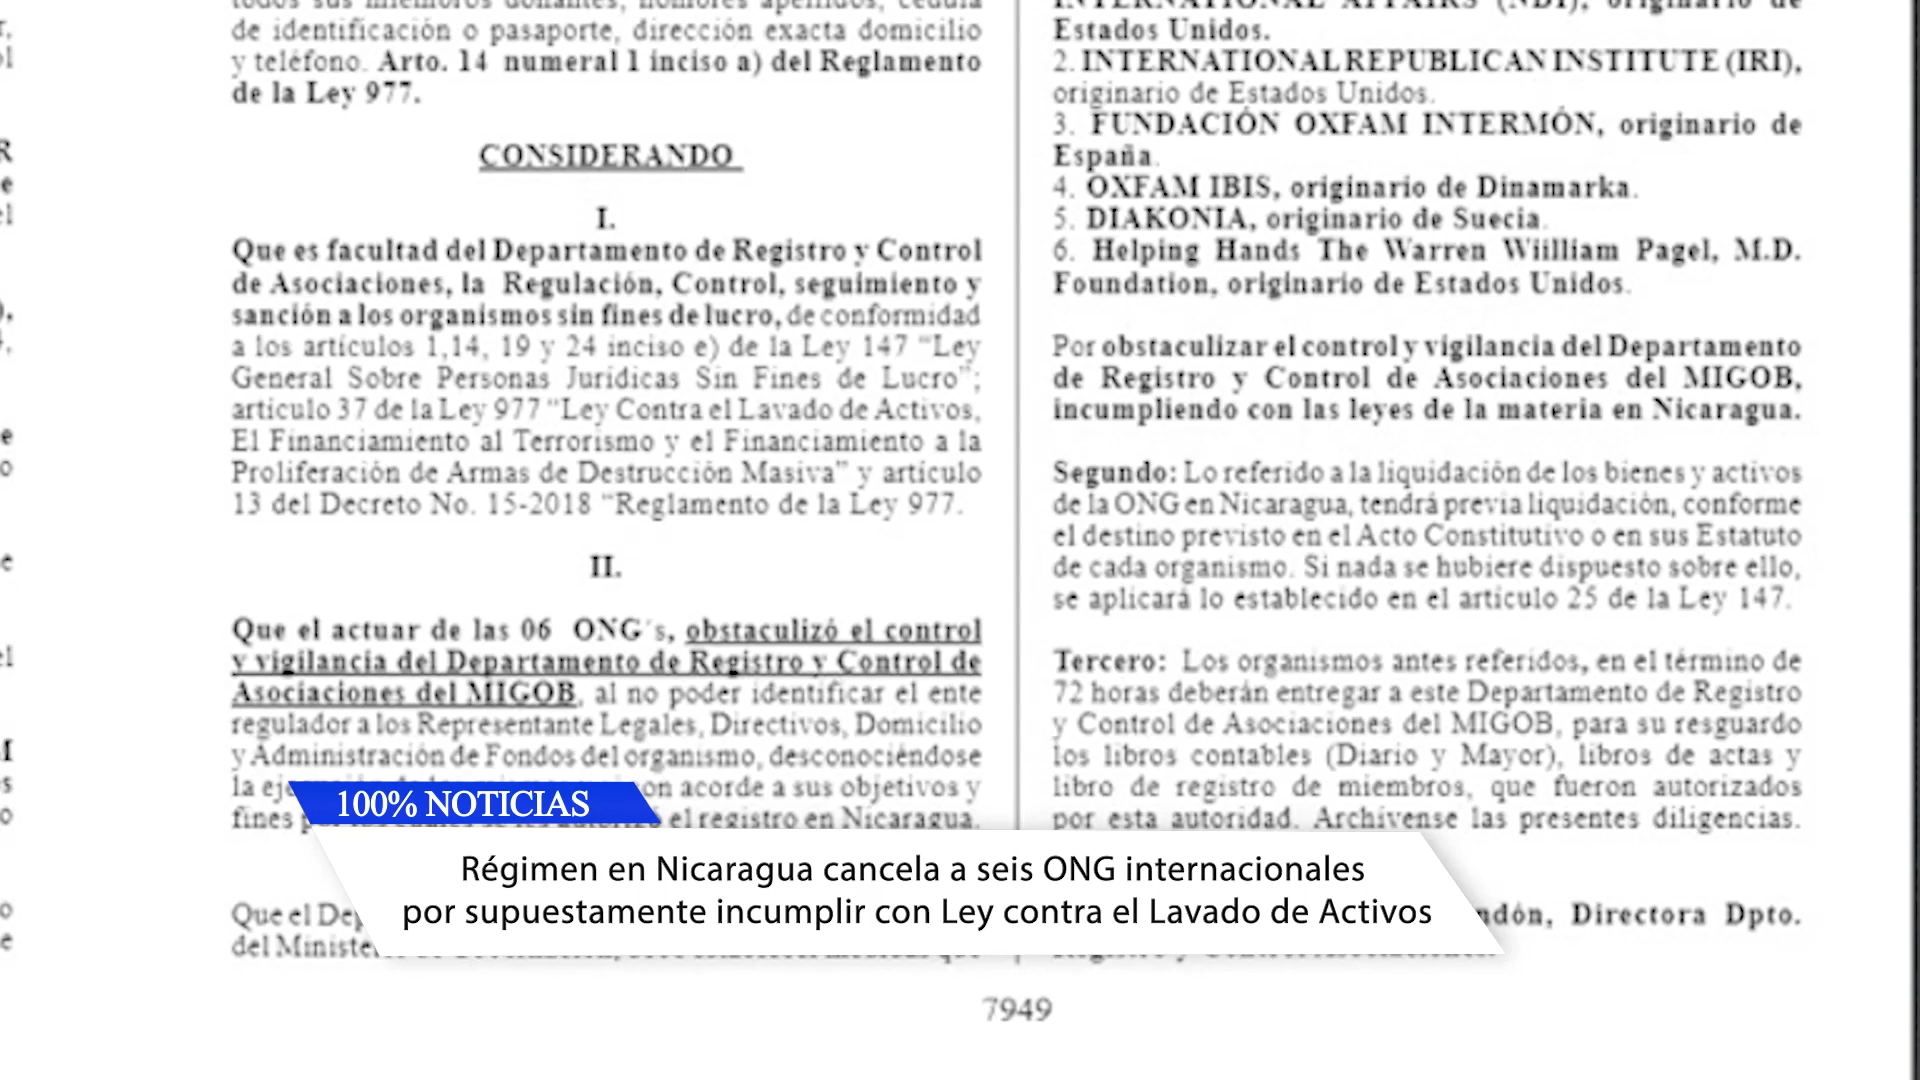 todos sus miembros donantes, nombres apellidos, cédula
de identificación o pasaporte, dirección exacta domicilio
y teléfono. Arto. 14 numeral 1 inciso a) del Reglamento
de la Ley 977.
CONSIDERANDO
I.
Que es facultad del Departamento de Registro y Control
de Asociaciones, la Regulación, Control, seguimiento y
sanción a los organismos sin fines de lucro, de conformidad
a los artículos 1,14, 19 y 24 inciso e) de la Ley 147 “Ley
General Sobre Personas Jurídicas Sin Fines de Lucro”;
artículo 37 de la Ley 977 “Ley Contra el Lavado de Activos,
El Financiamiento al Terrorismo y el Financiamiento a la
Proliferación de Armas de Destrucción Masiva” y artículo
13 del Decreto No. 15-2018 “Reglamento de la Ley 977.
II.
Que el actuar de las 06 ONG´s, obstaculizó el control
y vigilancia del Departamento de Registro y Control de
Asociaciones del MIGOB, al no poder identificar el ente
regulador a los Representante Legales, Directivos, Domicilio
y Administración de Fondos del organismo, desconociéndose
la acorde a sus objetivos y
fines el registro en Nicaragua.
Que el
del
INTERNATIONAL AFFAIRS (NDI), originario de
Estados Unidos.
2. INTERNATIONAL REPUBLICAN INSTITUTE (IRI),
originario de Estados Unidos.
3. FUNDACIÓN OXFAM INTERMÓN, originario de
España.
4. OXFAM IBIS, originario de Dinamarka.
5. DIAKONIA, originario de Suecia.
6. Helping Hands The Warren Wiilliam Pagel, M.D.
Foundation, originario de Estados Unidos.
Por obstaculizar el control y vigilancia del Departamento
de Registro y Control de Asociaciones del MIGOB,
incumpliendo con las leyes de la materia en Nicaragua.
Segundo: Lo referido a la liquidación de los bienes y activos
de la ONG en Nicaragua, tendrá previa liquidación, conforme
el destino previsto en el Acto Constitutivo o en sus Estatuto
de cada organismo. Si nada se hubiere dispuesto sobre ello,
se aplicará lo establecido en el artículo 25 de la Ley 147.
Tercero: Los organismos antes referidos, en el término de
72 horas deberán entregar a este Departamento de Registro
y Control de Asociaciones del MIGOB, para su resguardo
los libros contables (Diario y Mayor), libros de actas y
libro de registro de miembros, que fueron autorizados
por esta autoridad. Archívense las presentes diligencias.
Directora Dpto.
7949
100% NOTICIAS
Régimen en Nicaragua cancela a seis ONG internacionales
por supuestamente incumplir con Ley contra el Lavado de Activos